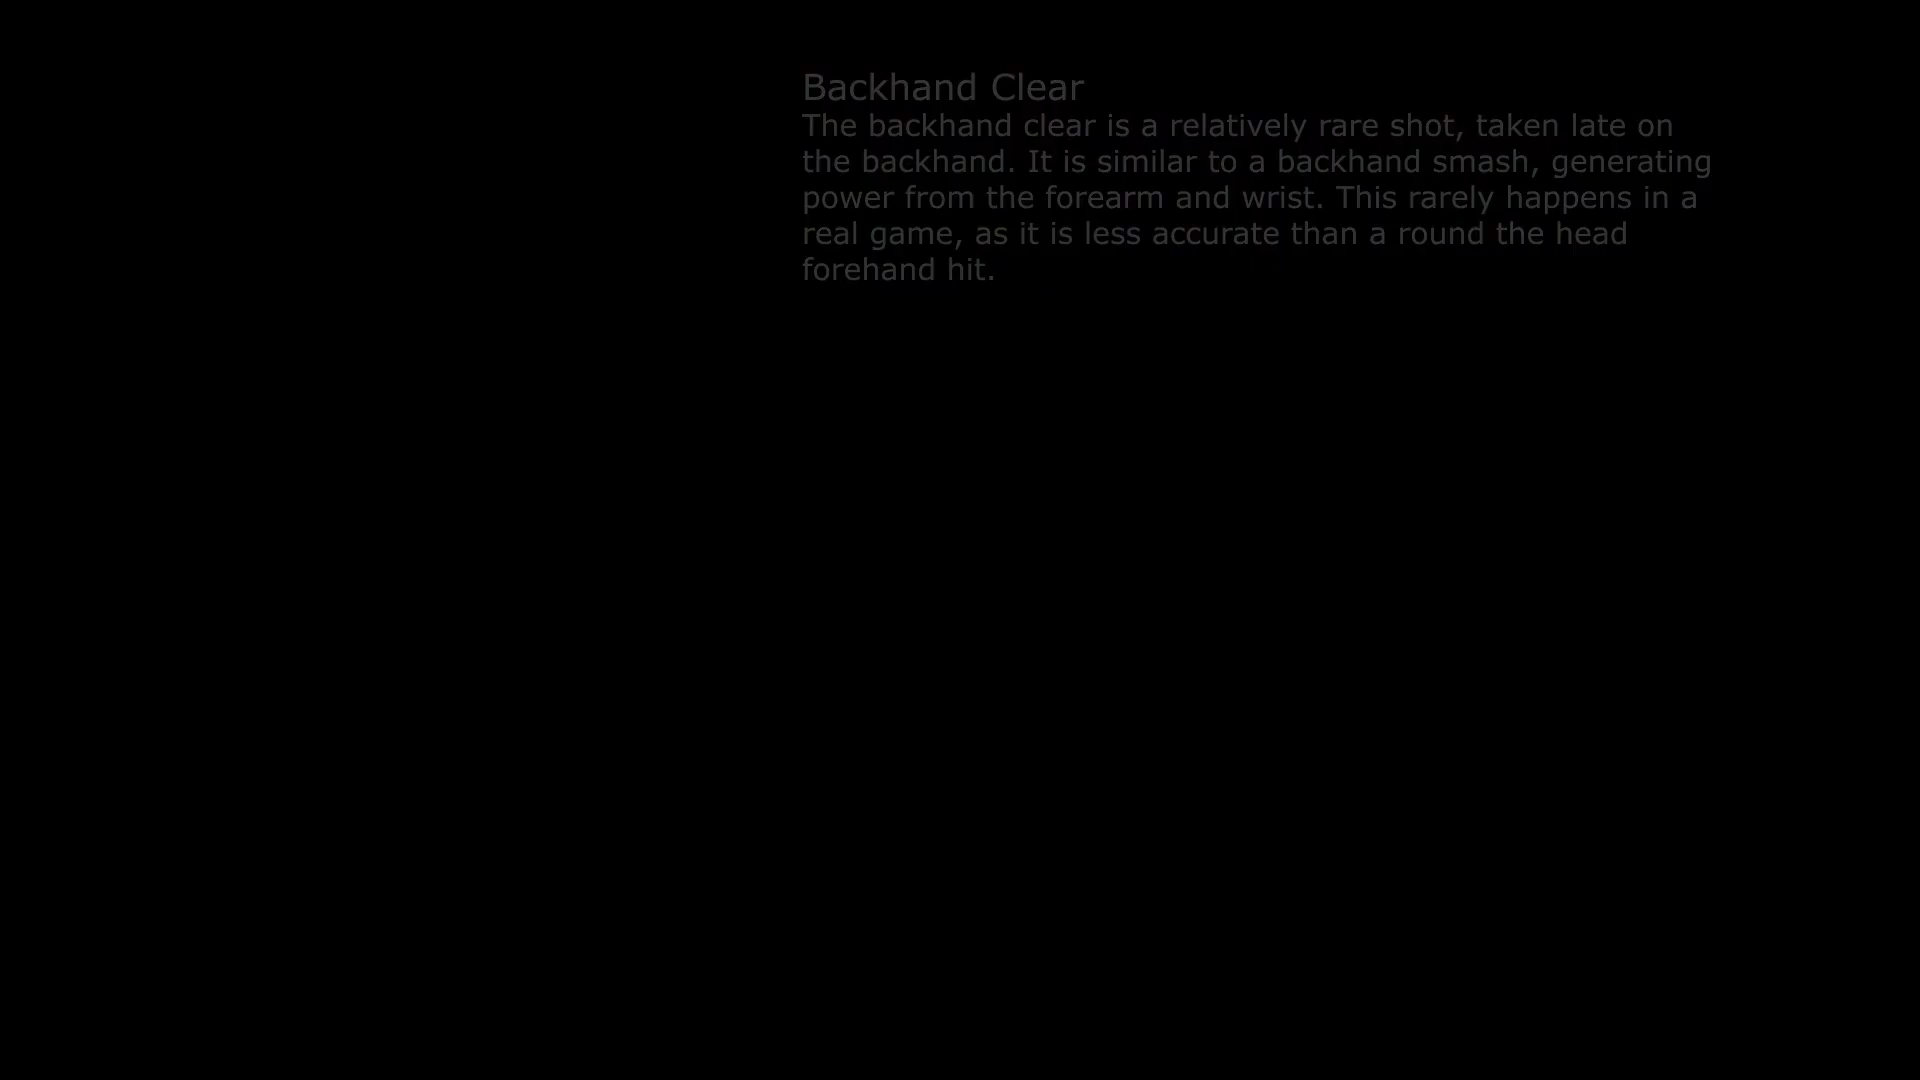 Backhand Clear
The backhand clear is a relatively rare shot, taken late on
the backhand. It is similar to a backhand smash, generating
power from the forearm and wrist. This rarely happens in a
real game, as it is less accurate than a round the head
forehand hit.